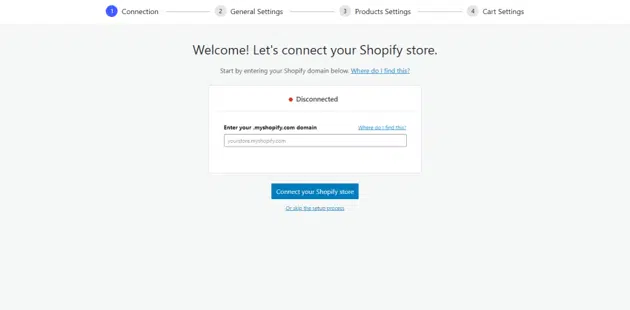 1 Connection 2 General Settings 3 Products Settings 4 Cart Settings
Welcome! Let's connect your Shopify store.
Start by entering your Shopify domain below. Where do I find this?
Disconnected
Enter your .myshopify.com domain Where do I find this?
yourstore.myshopify.com
Connect your Shopify store
Or skip the setup process